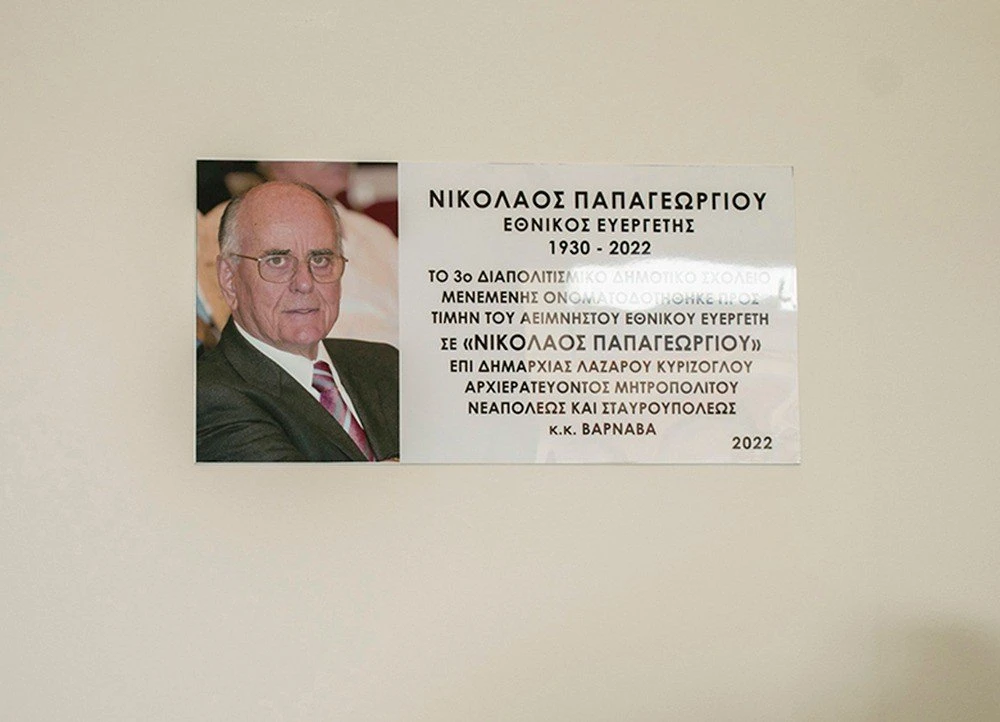 ΝΙΚΟΛΑΟΣ ΠΑΠΑΓΕΩΡΓΙΟΥ
ΕΘΝΙΚΟΣ ΕΥΕΡΓΕΤΗΣ
1930 - 2022
ΤΟ 3ο ΔΙΑΠΟΛΙΤΙΣΜΙΚΟ ΔΗΜΟΤΙΚΟ ΣΧΟΛΕΙΟ
ΜΕΝΕΜΕΝΗΣ ΟΝΟΜΑΤΟΔΟΤΗΘΗΚΕ ΠΡΟΣ
ΤΙΜΗΝ ΤΟΥ ΑΕΙΜΝΗΣΤΟΥ ΕΘΝΙΚΟΥ ΕΥΕΡΓΕΤΗ
ΣΕ «ΝΙΚΟΛΑΟΣ ΠΑΠΑΓΕΩΡΓΙΟΥ»
ΕΠΙ ΔΗΜΑΡΧΙΑΣ ΛΑΖΑΡΟΥ ΚΥΡΙΖΟΓΛΟΥ
ΑΡΧΙΕΡΑΤΕΥΟΝΤΟΣ ΜΗΤΡΟΠΟΛΙΤΟΥ
ΝΕΑΠΟΛΕΩΣ ΚΑΙ ΣΤΑΥΡΟΥΠΟΛΕΩΣ
κ.κ. ΒΑΡΝΑΒΑ
2022